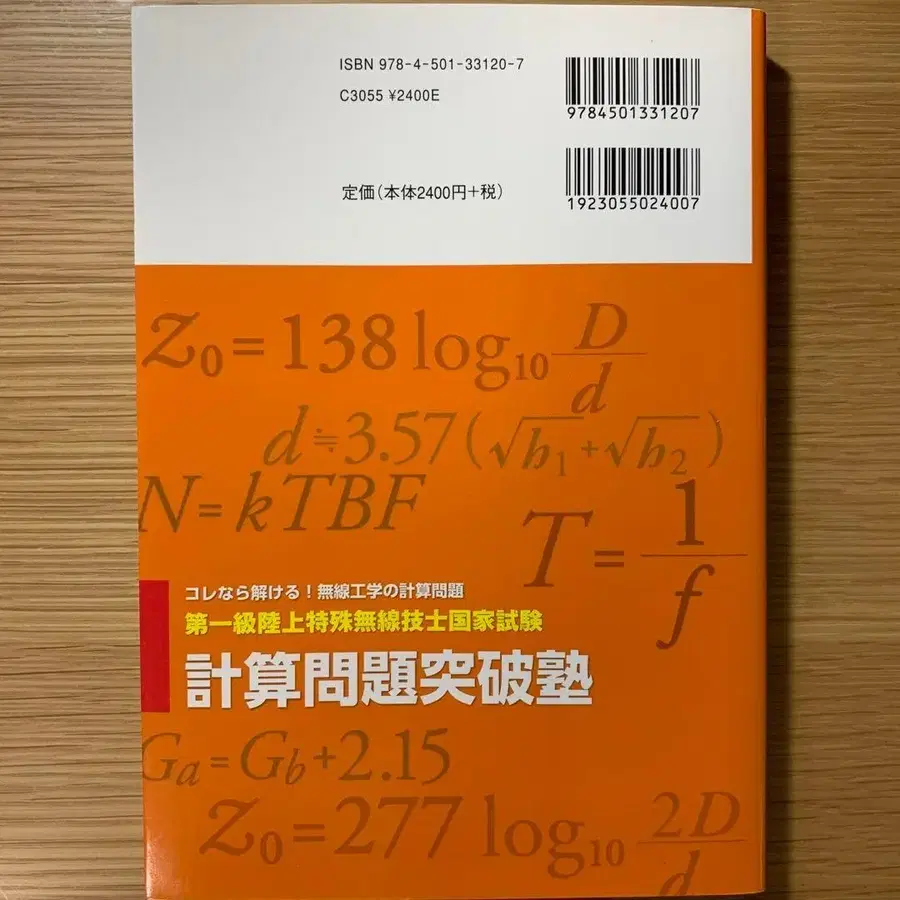 ISBN 978-4-501-33120-7
C3055 ¥2400E
9784501331207
定価(本体2400円+税)
1923055024007
Z₀=138 log₁₀ D/d
d≒3.57(√h₁+√h₂)
N=kTBF
T=1/f
コレなら解ける!無線工学の計算問題
第一級陸上特殊無線技士国家試験
計算問題突破塾
Ga=Gb+2.15
Z₀=277 log₁₀ 2D/d